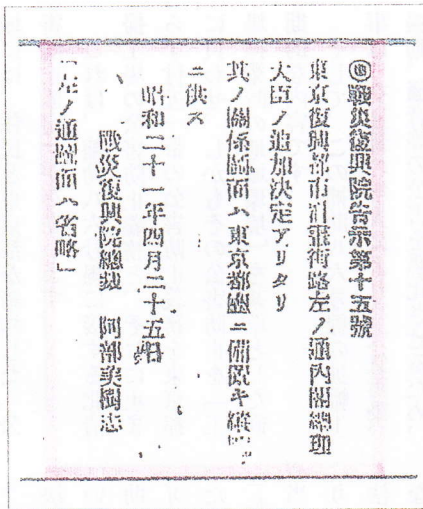 ◉戰災復興院告示第十五號
東京復興都市計畫街路左ノ通內閣總理
大臣ノ追加決定アリタリ
其ノ關係圖面ハ東京都廳ニ備置キ縱
ニ供ス
昭和二十一年四月二十五日
戰災復興院總裁 阿部美樹志
「左ノ通圖面ハ省略」